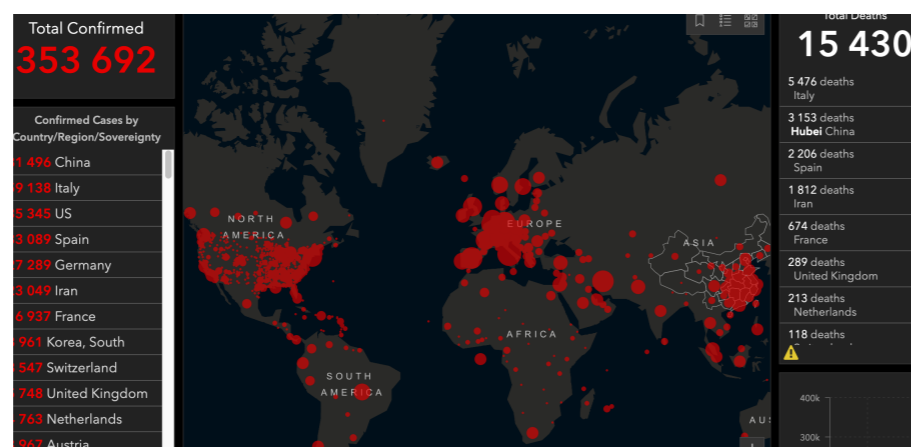 Total Confirmed
353 692
Confirmed Cases by
Country/Region/Sovereignty
1 496 China
9 138 Italy
5 345 US
3 089 Spain
7 289 Germany
3 049 Iran
6 937 France
961 Korea, South
547 Switzerland
748 United Kingdom
763 Netherlands
967 Austria
NORTH
AMERICA
SOUTH
AMERICA
EUROPE
AFRICA
ASIA
AUS
Total Deaths
15 430
5 476 deaths
Italy
3 153 deaths
Hubei China
2 206 deaths
Spain
1 812 deaths
Iran
674 deaths
France
289 deaths
United Kingdom
213 deaths
Netherlands
118 deaths
400k
300k